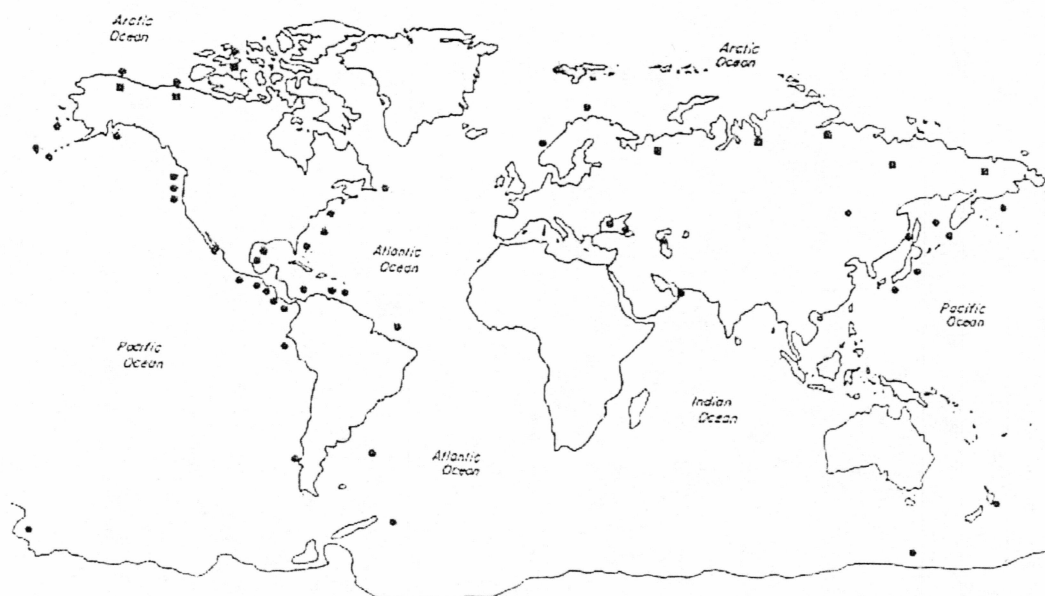 Arctic
Ocean
Arctic
Ocean
Atlantic
Ocean
Pacific
Ocean
Pacific
Ocean
Indian
Ocean
Atlantic
Ocean